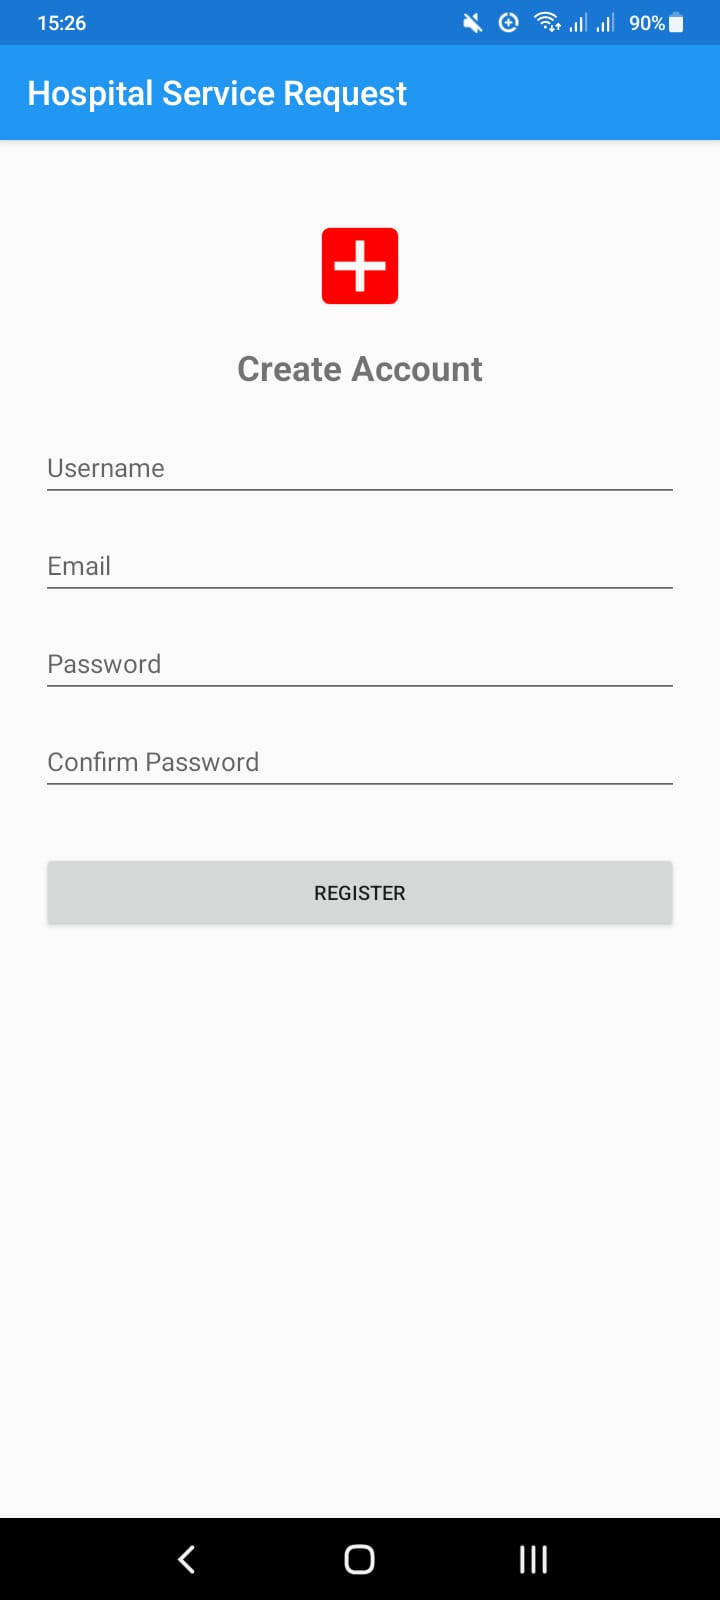 15:26 90%
Hospital Service Request
Create Account
Username
Email
Password
Confirm Password
REGISTER